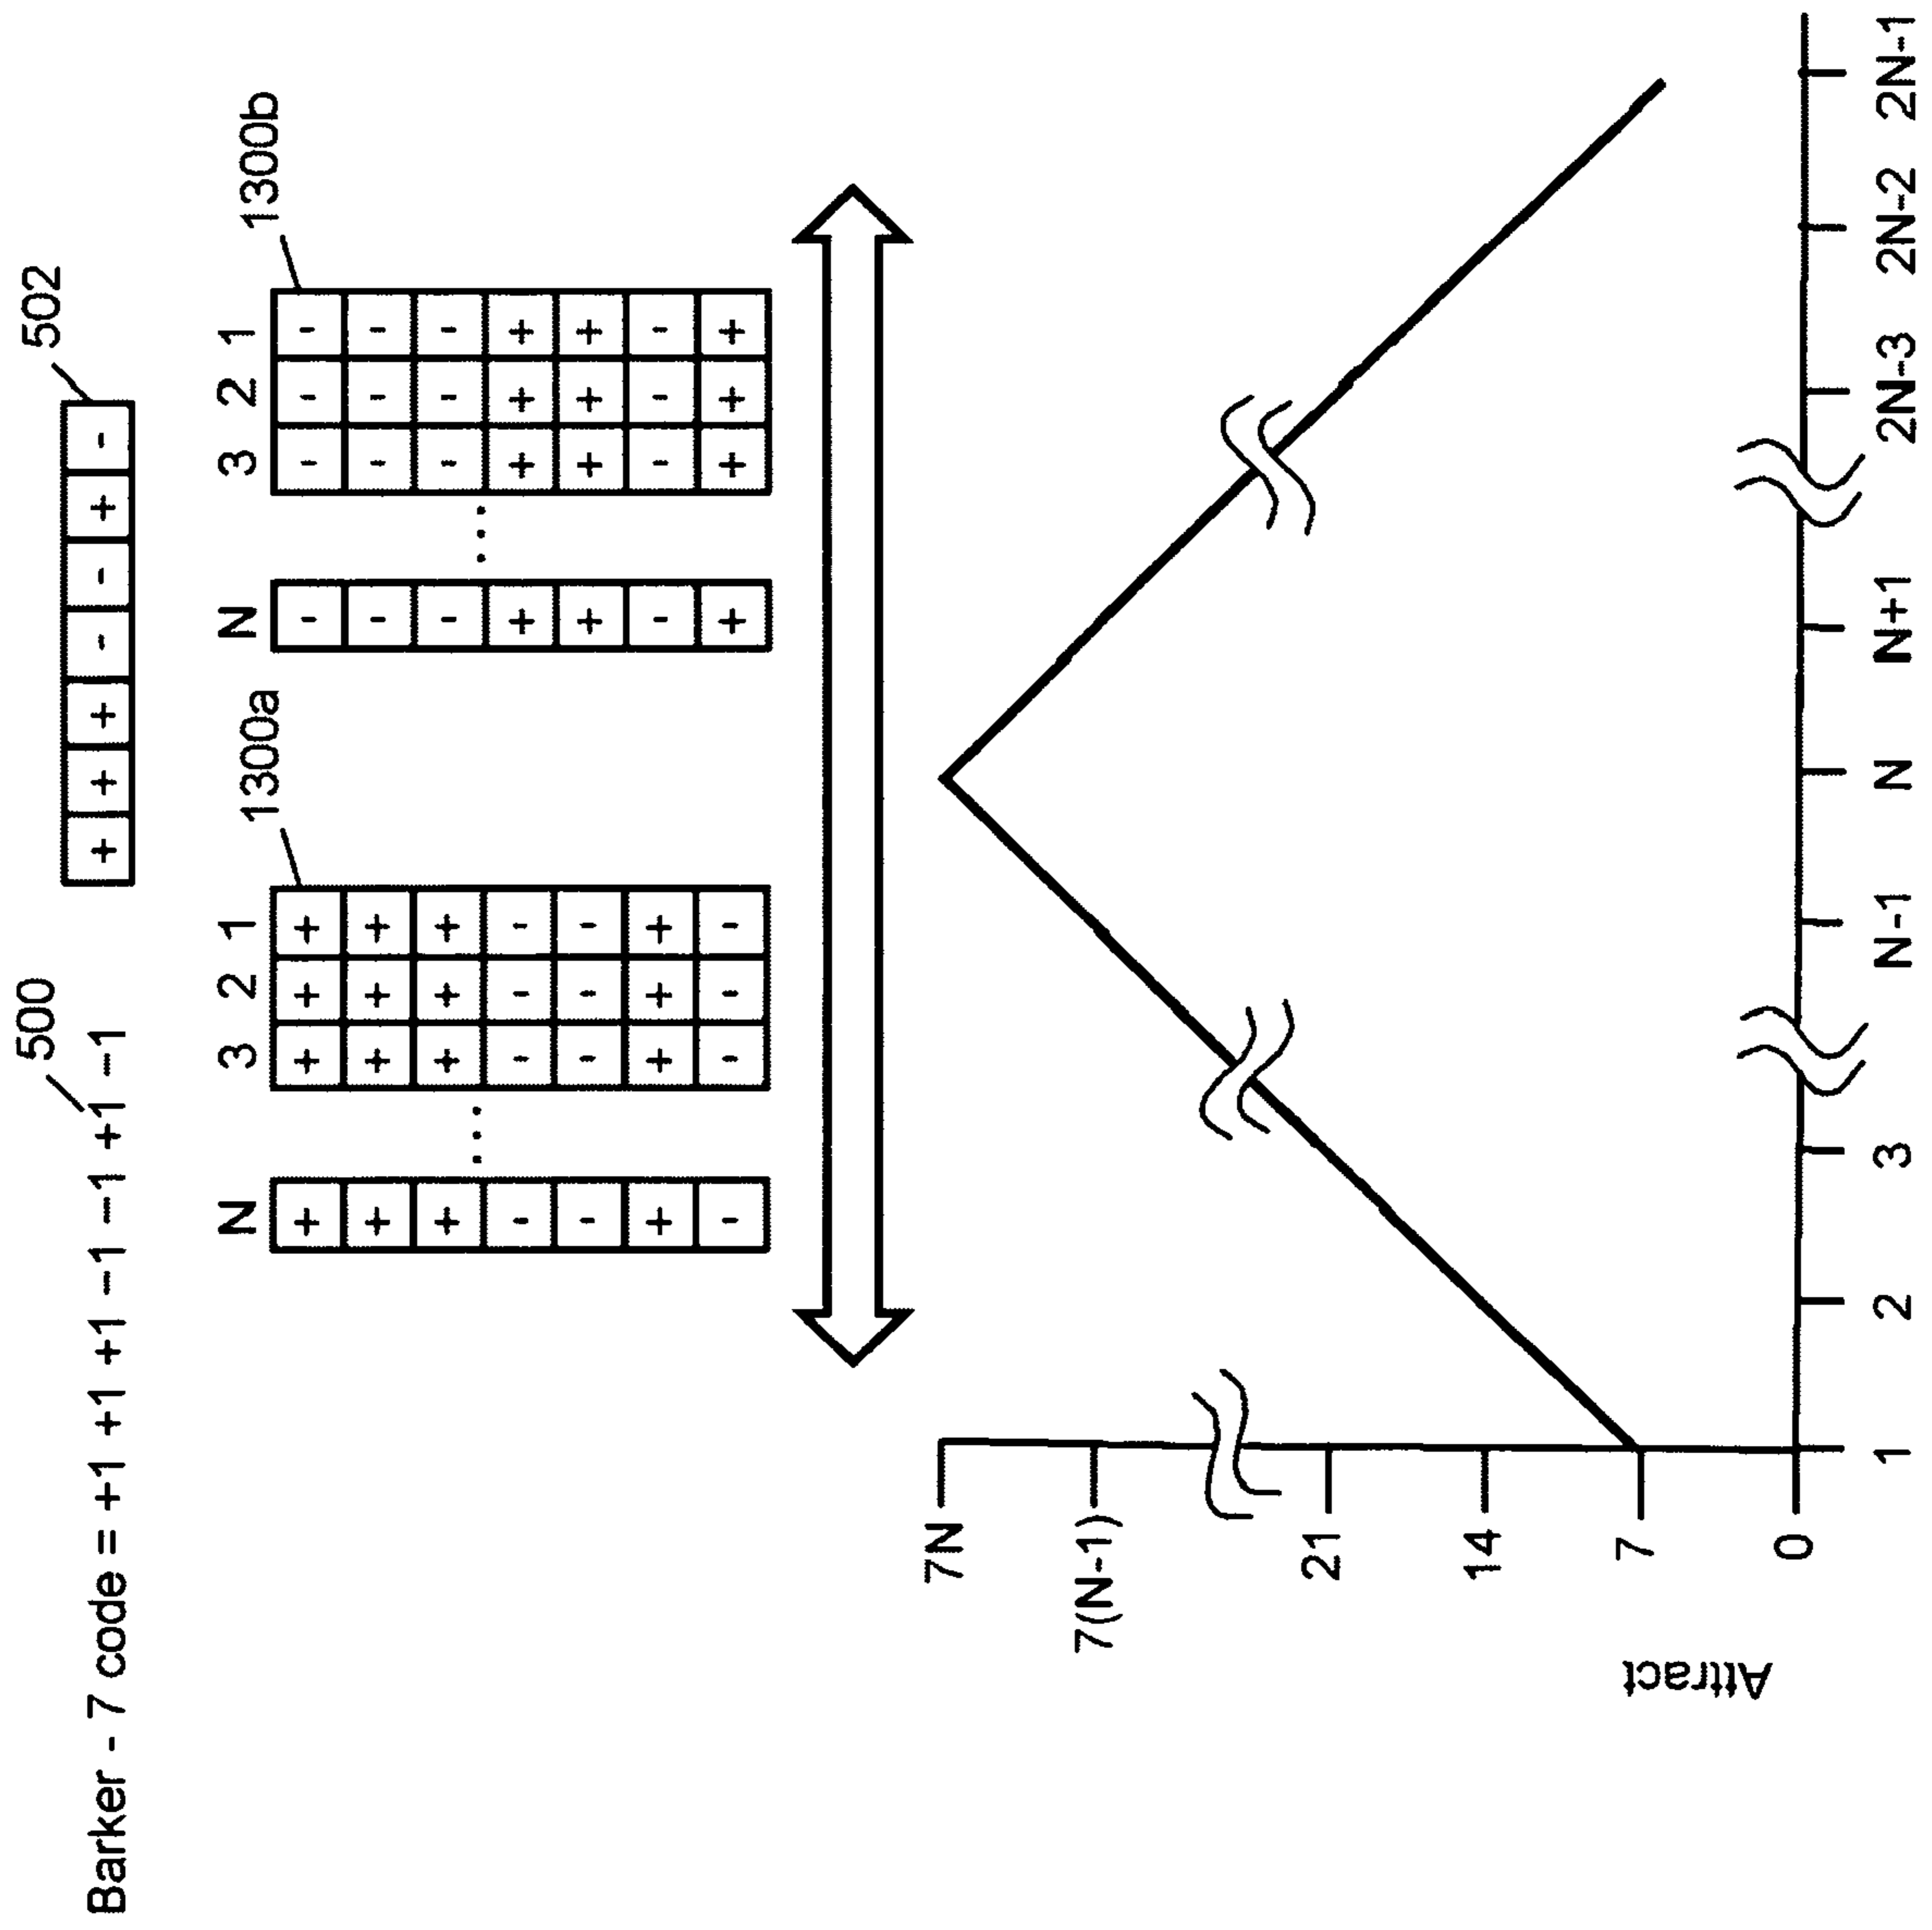 500
502
Barker - 7 code = +1 +1 +1 −1 −1 +1 −1
+ + + - - + -
N 3 2 1 N 3 2 1
1300a 1300b
+ + + + - - - -
+ + + + - - - -
+ ... + + + - ... - - -
- - - - + + + +
- - - - + + + +
+ + + + - - - -
- - - - + + + +
7N
7(N-1)
21
14
7
0
Attract
1 2 3 N-1 N N+1 2N-3 2N-2 2N-1